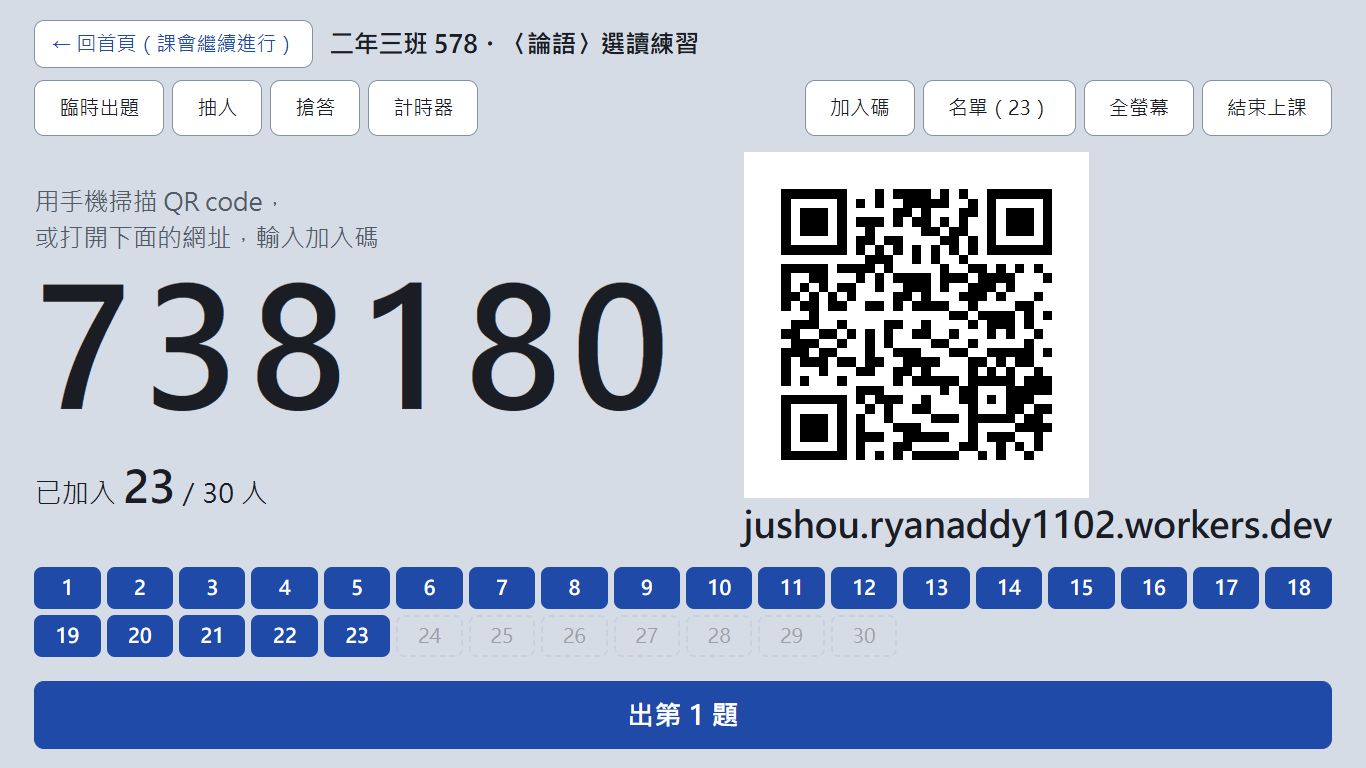 ← 回首頁（課會繼續進行）
二年三班 578．〈論語〉選讀練習
臨時出題
抽人
搶答
計時器
加入碼
名單（23）
全螢幕
結束上課
用手機掃描 QR code，
或打開下面的網址，輸入加入碼
738180
已加入 23 / 30 人
jushou.ryanaddy1102.workers.dev
1 2 3 4 5 6 7 8 9 10 11 12 13 14 15 16 17 18
19 20 21 22 23 24 25 26 27 28 29 30
出第 1 題